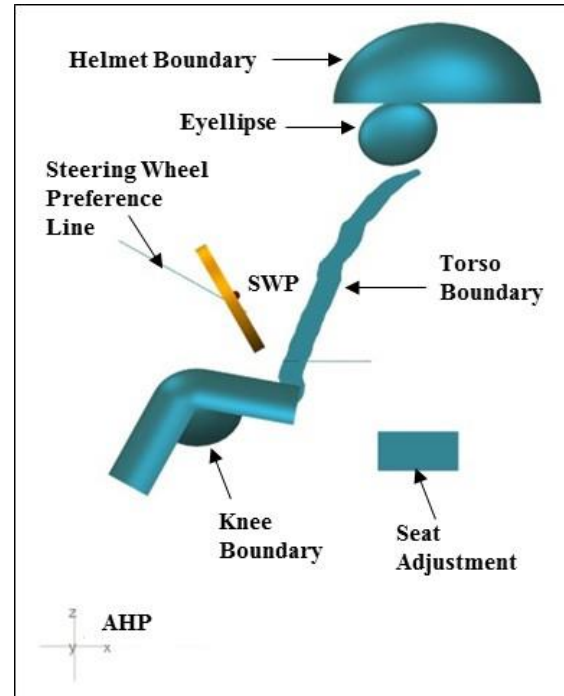 Helmet Boundary
Eyellipse
Steering Wheel
Preference
Line
SWP
Torso
Boundary
Knee
Boundary
Seat
Adjustment
z
AHP
y
x